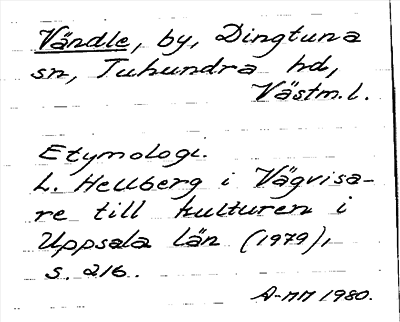 Vändle, by, Dingtuna
sn, Tuhundra hd,
Västm.l.
Etymologi.
L. Hellberg i Vägvisa-
re till kulturen i
Uppsala län (1979),
s. 216.
A-MM 1980.